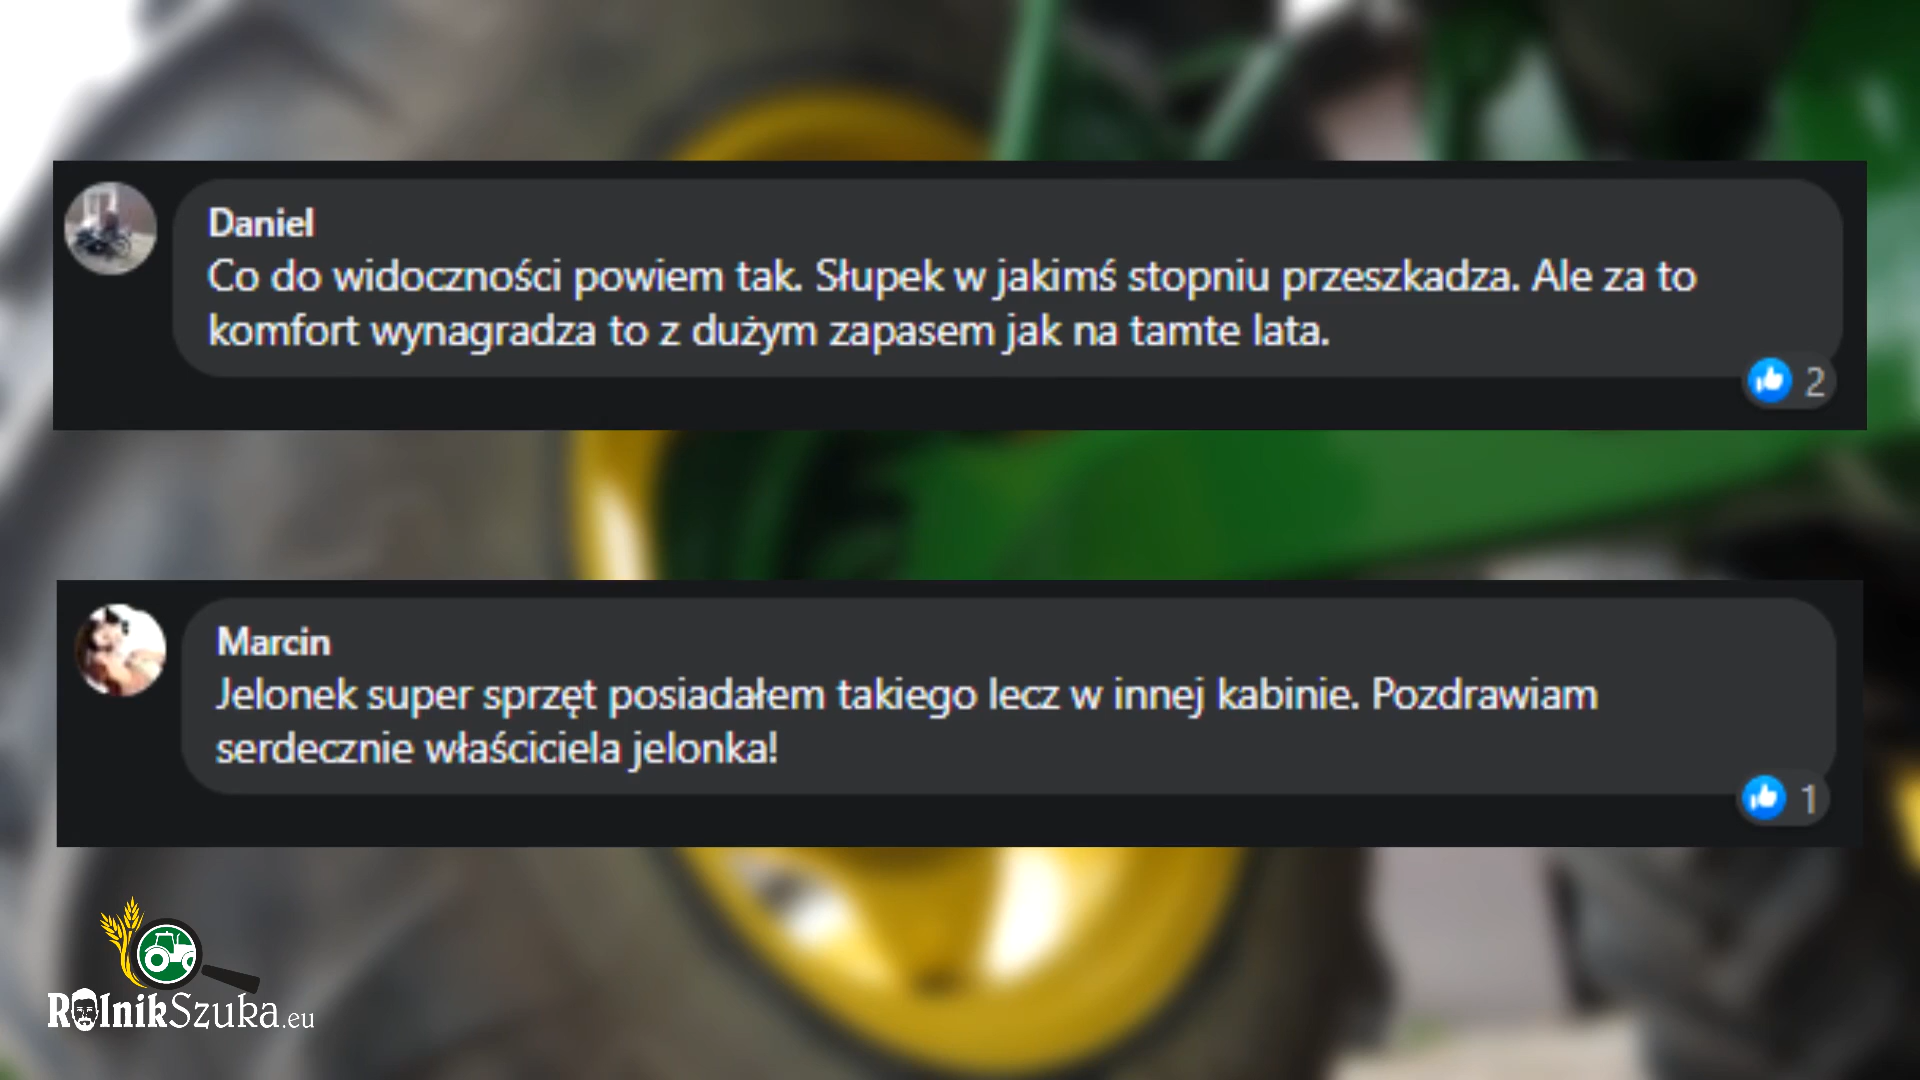 Daniel
Co do widoczności powiem tak. Słupek w jakimś stopniu przeszkadza. Ale za to
komfort wynagradza to z dużym zapasem jak na tamte lata.
2
Marcin
Jelonek super sprzęt posiadałem takiego lecz w innej kabinie. Pozdrawiam
serdecznie właściciela jelonka!
1
RolnikSzuka.eu